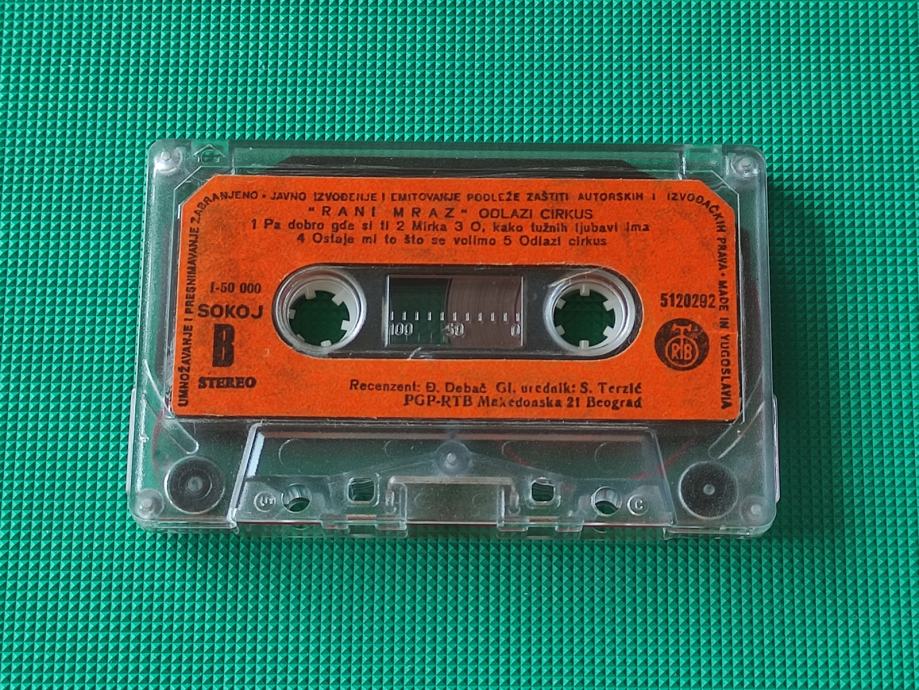 UMNOŽAVANJE I PRESNIMAVANJE ZABRANJENO • JAVNO IZVOĐENJE I EMITOVANJE PODLEŽE ZAŠTITI AUTORSKIH I IZVOĐAČKIH PRAVA • MADE IN YUGOSLAVIA
"RANI MRAZ" ODLAZI CIRKUS
1 Pa dobro gde si ti 2 Mirka 3 O, kako tužnih ljubavi ima
4 Ostaje mi to što se volimo 5 Odlazi cirkus
I-50 000
SOKOJ
B
STEREO
100 50 0
5120292
RTB
Recenzent: Đ. Debač Gl. urednik: S. Terzić
PGP-RTB Makedonska 21 Beograd